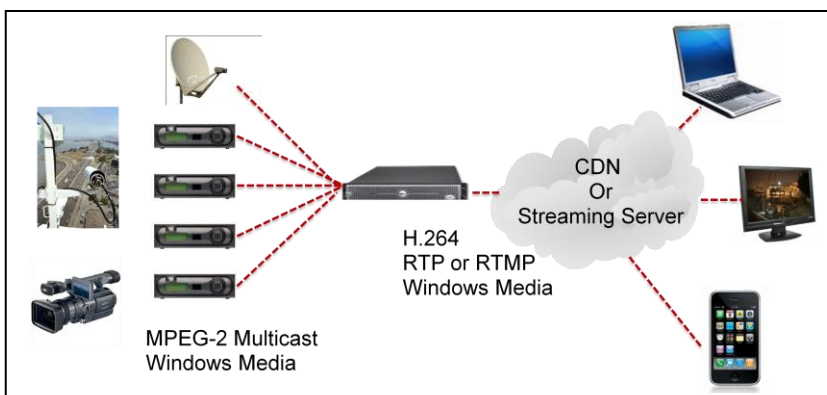 MPEG-2 Multicast
Windows Media
H.264
RTP or RTMP
Windows Media
CDN
Or
Streaming Server